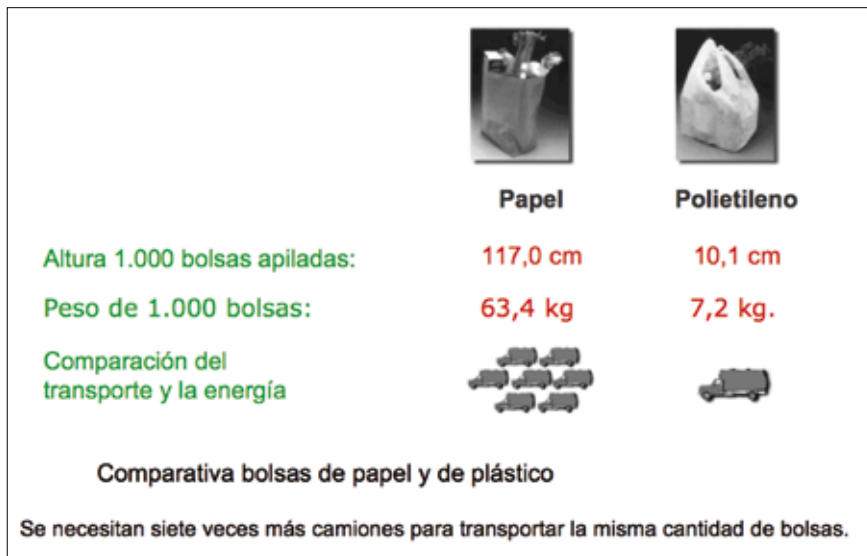 Papel Polietileno
Altura 1.000 bolsas apiladas: 117,0 cm 10,1 cm
Peso de 1.000 bolsas: 63,4 kg 7,2 kg.
Comparación del
transporte y la energía
Comparativa bolsas de papel y de plástico
Se necesitan siete veces más camiones para transportar la misma cantidad de bolsas.